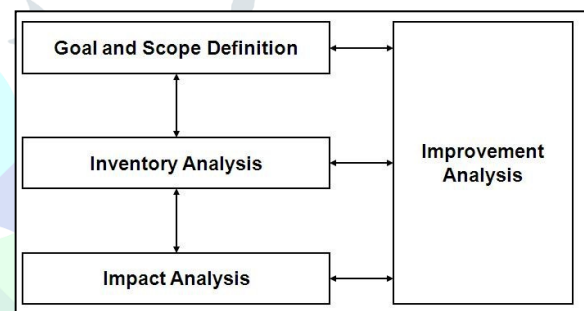 Goal and Scope Definition
Inventory Analysis
Impact Analysis
Improvement
Analysis